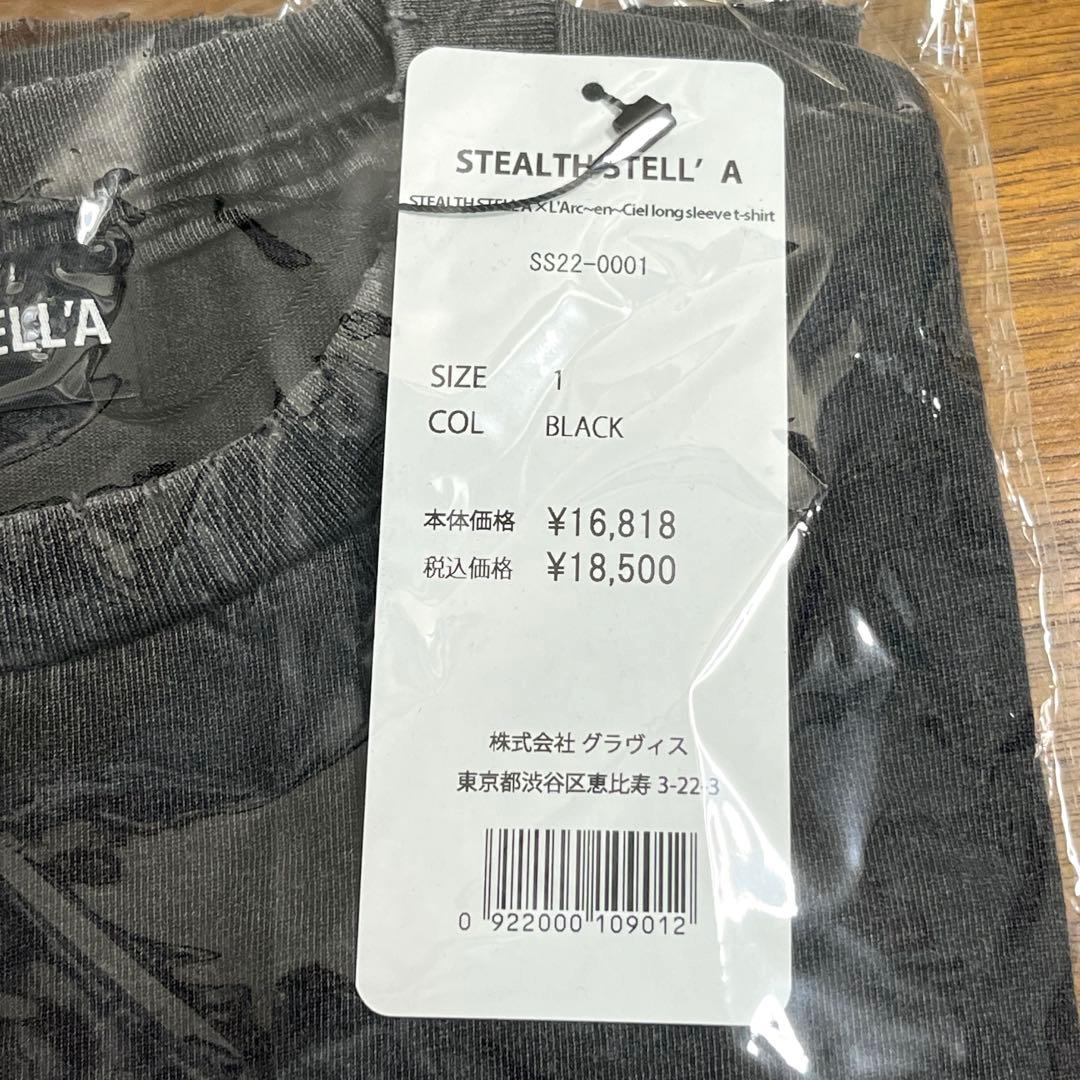 STEALTH STELL' A
STEALTH STELL'A×L'Arc~en~Ciel long sleeve t-shirt
SS22-0001
SIZE 1
COL BLACK
本体価格 ¥16,818
税込価格 ¥18,500
株式会社 グラヴィス
東京都渋谷区恵比寿 3-22-3
0 922000 109012
ELL'A